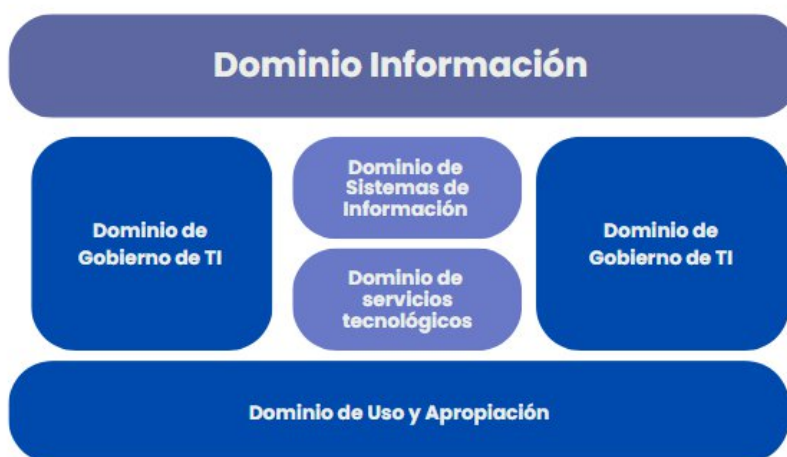 Dominio Información
Dominio de
Gobierno de TI
Dominio de
Sistemas de
Información
Dominio de
servicios
tecnológicos
Dominio de
Gobierno de TI
Dominio de Uso y Apropiación